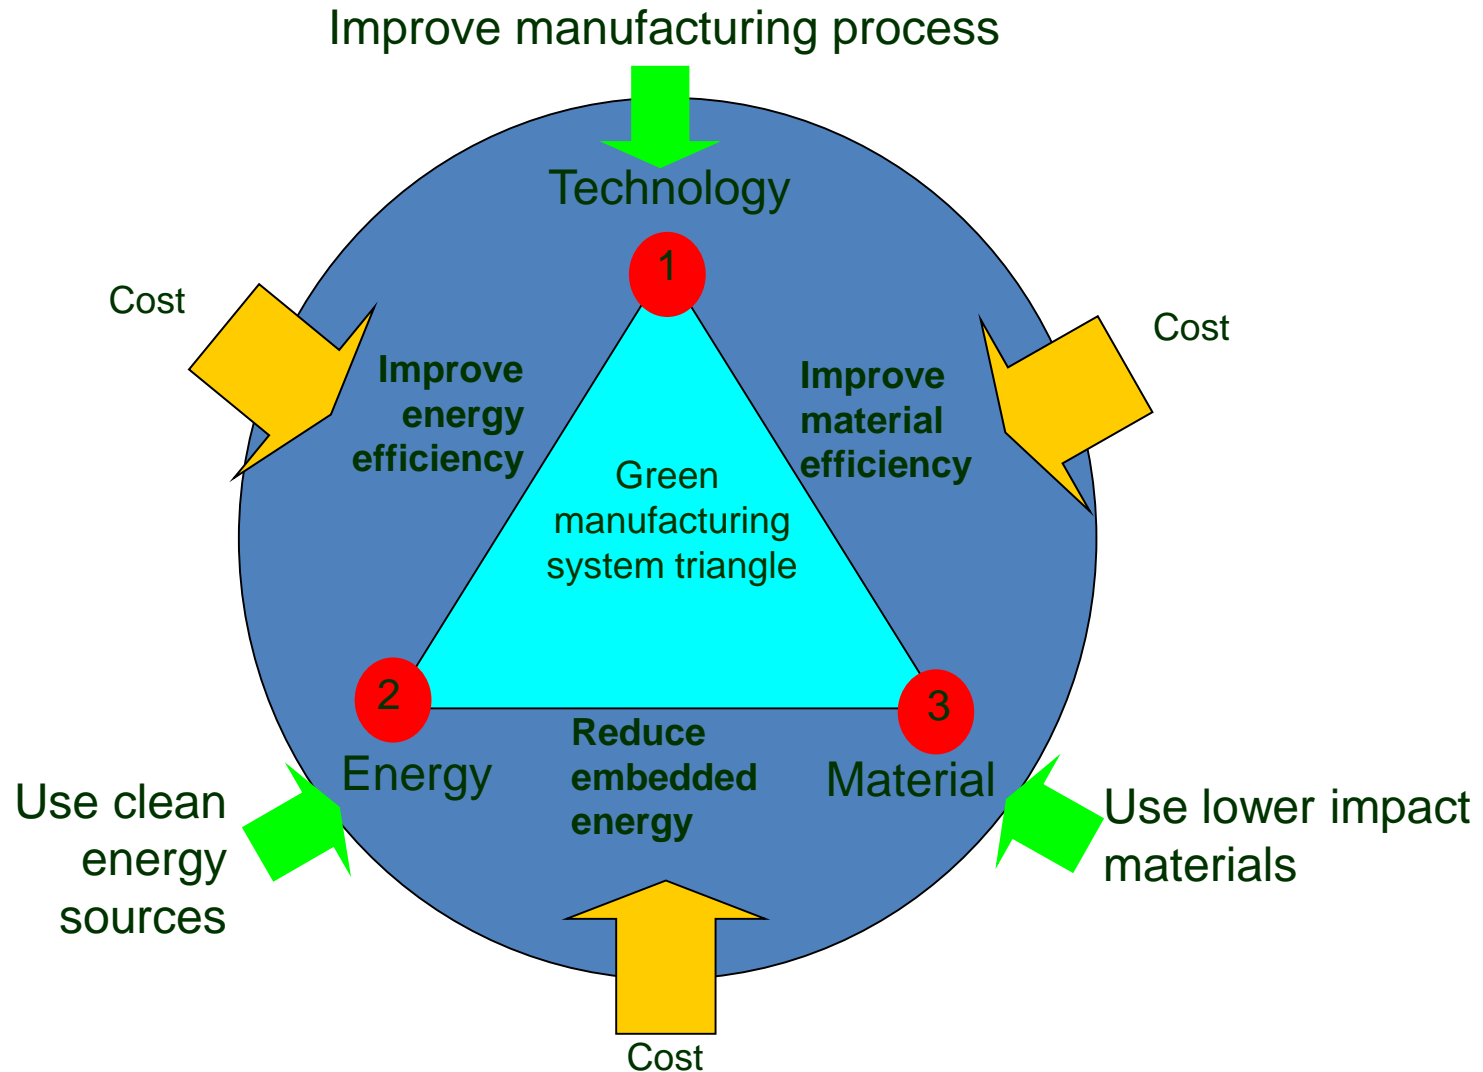 Improve manufacturing process
Technology
1
Cost
Cost
Improve
energy
efficiency
Improve
material
efficiency
Green
manufacturing
system triangle
2
3
Reduce
embedded
energy
Energy
Material
Use clean
energy
sources
Use lower impact
materials
Cost